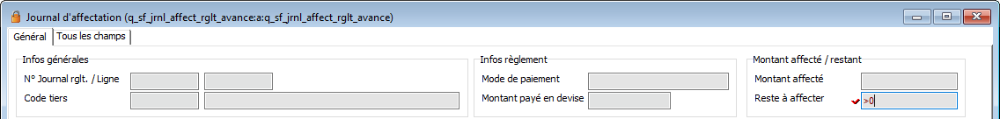 Journal d'affectation (q_sf_jrnl_affect_rglt_avance:a:q_sf_jrnl_affect_rglt_avance)
Général Tous les champs
Infos générales Infos règlement Montant affecté / restant
N° Journal rglt. / Ligne Mode de paiement Montant affecté
Code tiers Montant payé en devise Reste à affecter >0